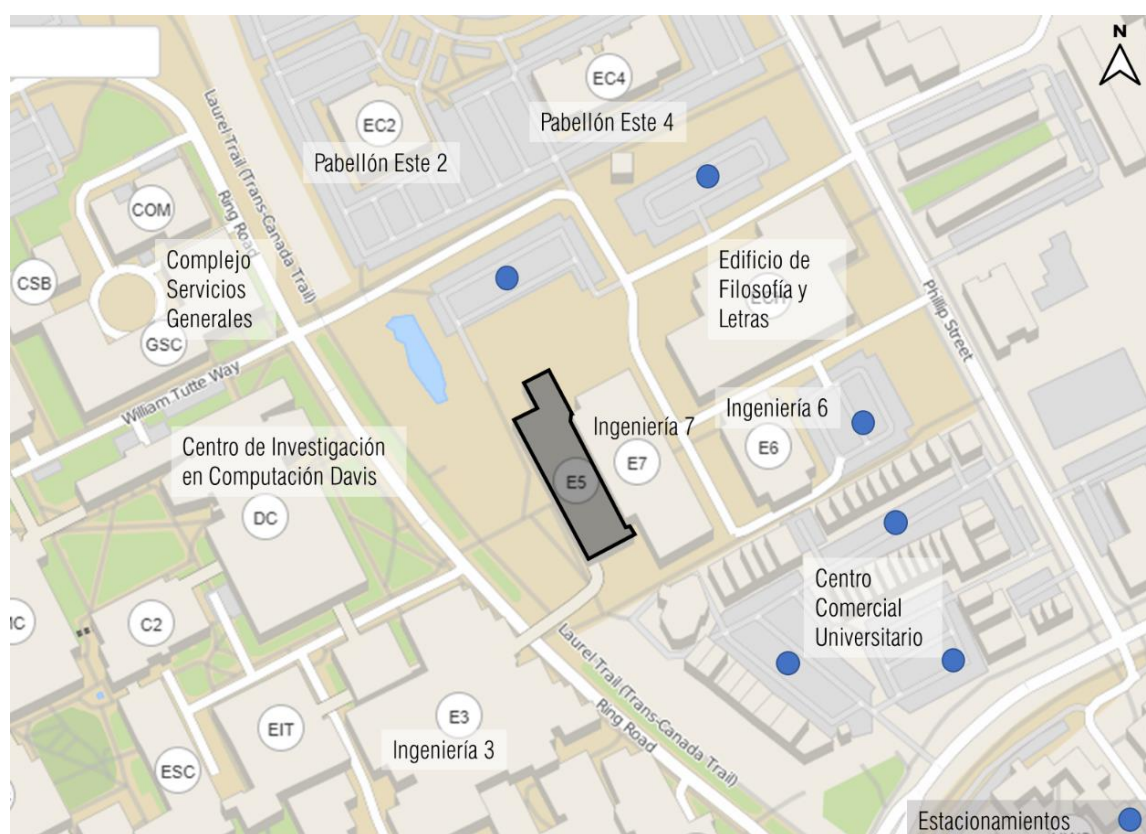 N
EC4
Pabellón Este 4
EC2
Pabellón Este 2
Laurel Trail (Trans-Canada Trail)
Ring Road
COM
Complejo
Servicios
Generales
CSB
GSC
William Tutte Way
Edificio de
Filosofía y
Letras
Phillip Street
Centro de Investigación
en Computación Davis
DC
Ingeniería 7
E7
Ingeniería 6
E6
E5
Centro
Comercial
Universitario
C2
EIT
ESC
E3
Ingeniería 3
Laurel Trail (Trans-Canada Trail)
Ring Road
Estacionamientos